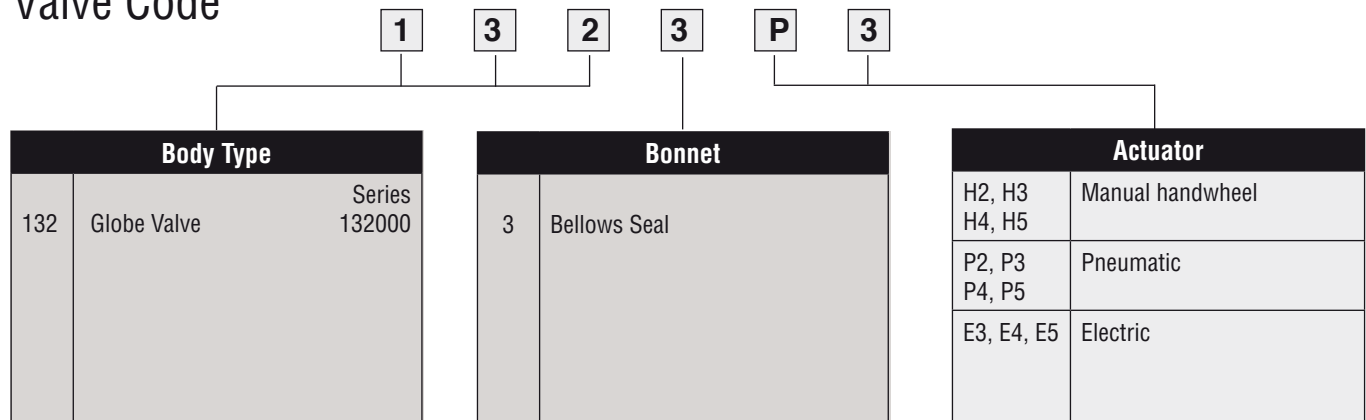 Valve Code
1 3 2 3 P 3
Body Type
Series
132 Globe Valve 132000
Bonnet
3 Bellows Seal
Actuator
H2, H3 Manual handwheel
H4, H5
P2, P3 Pneumatic
P4, P5
E3, E4, E5 Electric